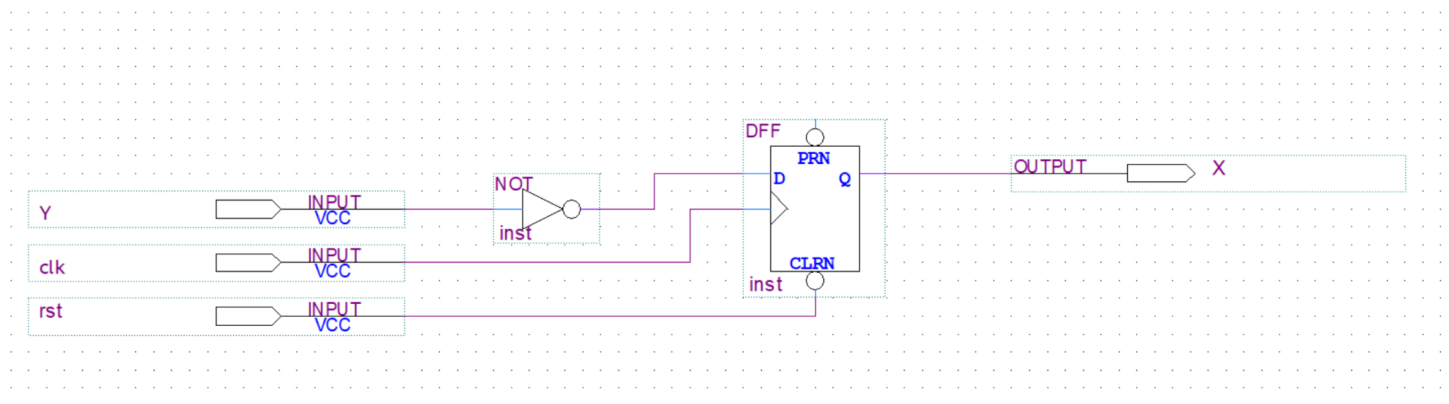 DFF
PRN
D
Q
OUTPUT
X
NOT
inst
Y
INPUT
VCC
clk
INPUT
VCC
CLRN
inst
rst
INPUT
VCC